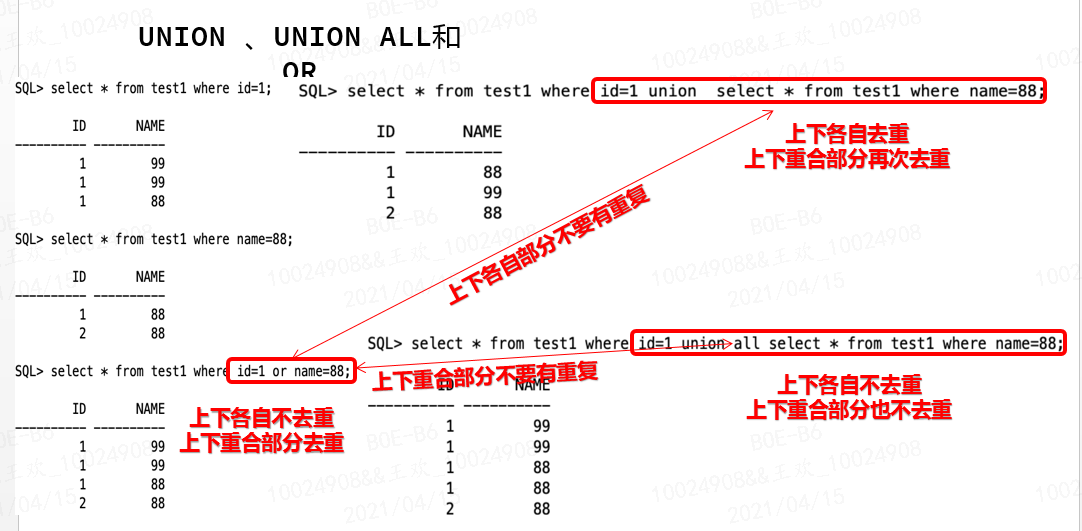 UNION 、UNION ALL和
OR
SQL> select * from test1 where id=1;
ID NAME
---------- ----------
1 99
1 99
1 88
SQL> select * from test1 where name=88;
ID NAME
---------- ----------
1 88
2 88
SQL> select * from test1 where id=1 or name=88;
ID NAME
---------- ----------
1 99
1 99
1 88
2 88
上下各自不去重
上下重合部分去重
SQL> select * from test1 where id=1 union  select * from test1 where name=88;
ID NAME
---------- ----------
1 88
1 99
2 88
上下各自去重
上下重合部分再次去重
上下各自部分不要有重复
SQL> select * from test1 where id=1 union all select * from test1 where name=88;
上下重合部分不要有重复
ID NAME
---------- ----------
1 99
1 99
1 88
1 88
2 88
上下各自不去重
上下重合部分也不去重
BOE-B6
10024908&&王欢_10024908
2021/04/15